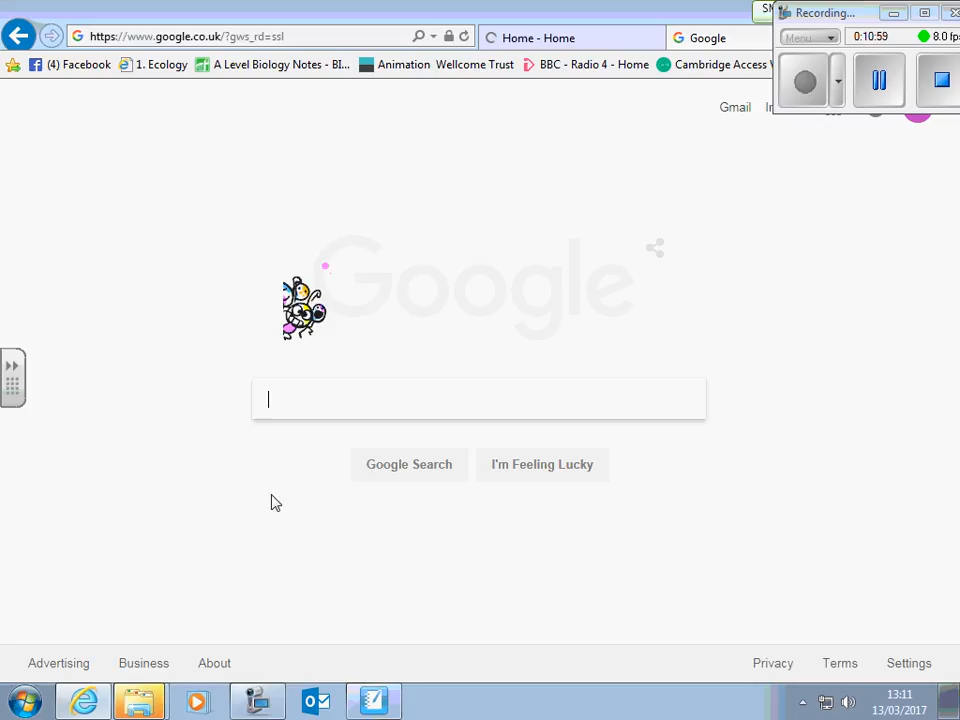 SM
Recording...
https://www.google.co.uk/?gws_rd=ssl
Home - Home
Google
Menu
0:10:59
8.0 fps
(4) Facebook
1. Ecology
A Level Biology Notes - BI...
Animation Wellcome Trust
BBC - Radio 4 - Home
Cambridge Access
Gmail
Google
Google Search
I'm Feeling Lucky
Advertising
Business
About
Privacy
Terms
Settings
13:11
13/03/2017